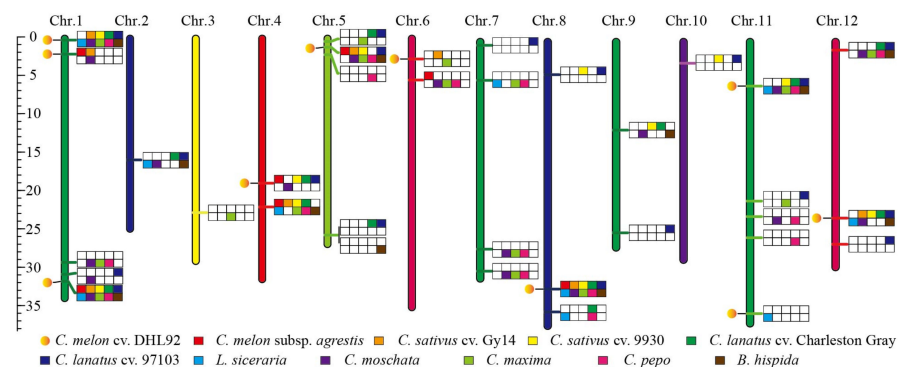 Chr.1 Chr.2 Chr.3 Chr.4 Chr.5 Chr.6 Chr.7 Chr.8 Chr.9 Chr.10 Chr.11 Chr.12
0
5
10
15
20
25
30
35
C. melon cv. DHL92 C. melon subsp. agrestis C. sativus cv. Gy14 C. sativus cv. 9930 C. lanatus cv. Charleston Gray
C. lanatus cv. 97103 L. siceraria C. moschata C. maxima C. pepo B. hispida